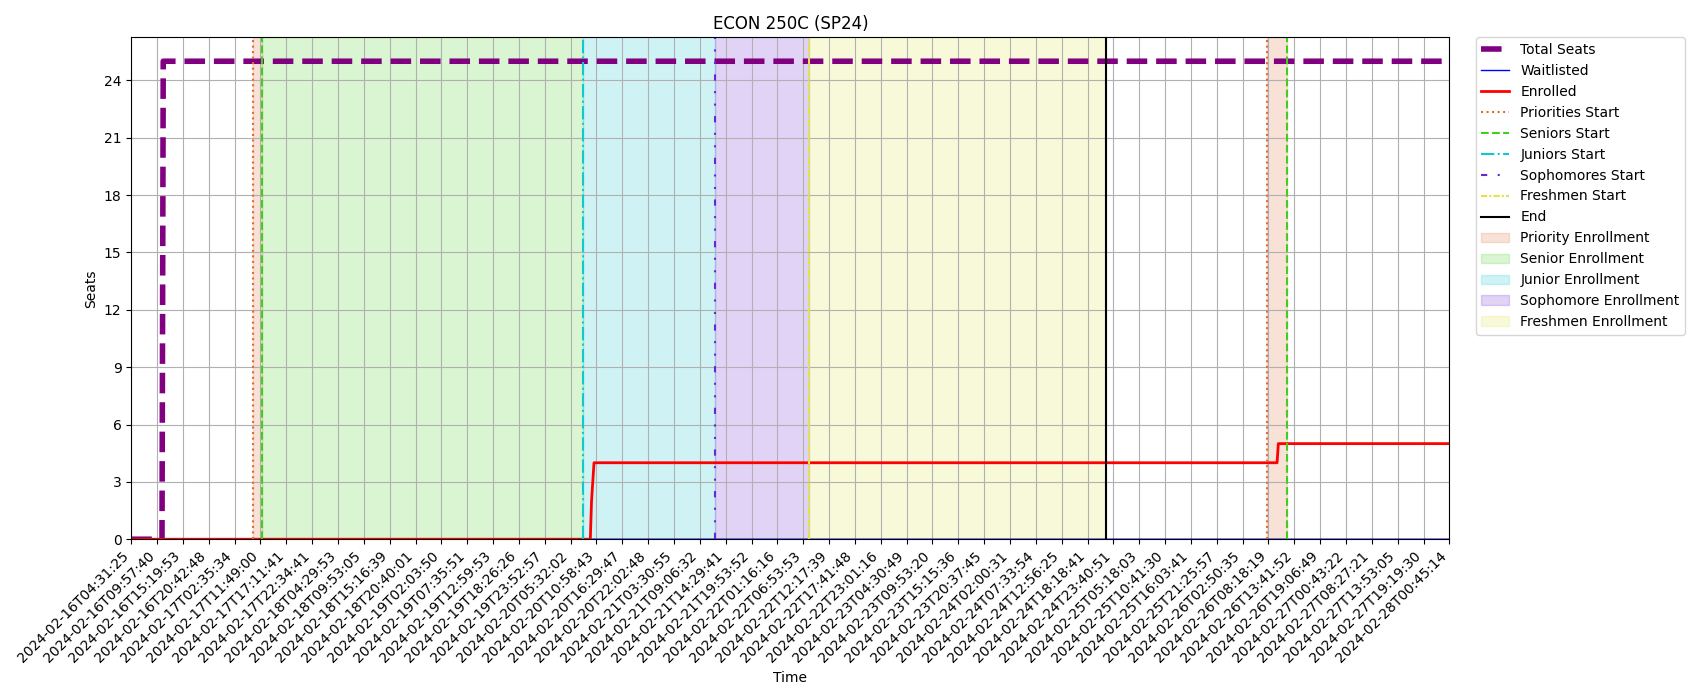 ECON 250C (SP24)
Seats
24
21
18
15
12
9
6
3
0
2024-02-16T04:31:25
2024-02-16T09:57:40
2024-02-16T15:19:53
2024-02-16T20:42:48
2024-02-17T02:35:34
2024-02-17T11:49:00
2024-02-17T17:11:41
2024-02-17T22:34:41
2024-02-18T04:29:53
2024-02-18T09:53:05
2024-02-18T15:16:39
2024-02-18T20:40:01
2024-02-19T02:03:50
2024-02-19T07:35:51
2024-02-19T12:59:53
2024-02-19T18:26:26
2024-02-19T23:52:57
2024-02-20T05:32:02
2024-02-20T10:58:43
2024-02-20T16:29:47
2024-02-20T22:02:48
2024-02-21T03:30:55
2024-02-21T09:06:32
2024-02-21T14:29:41
2024-02-21T19:53:52
2024-02-22T01:16:16
2024-02-22T06:53:53
2024-02-22T12:17:39
2024-02-22T17:41:48
2024-02-22T23:01:16
2024-02-23T04:30:49
2024-02-23T09:53:20
2024-02-23T15:15:36
2024-02-23T20:37:45
2024-02-24T02:00:31
2024-02-24T07:33:54
2024-02-24T12:56:25
2024-02-24T18:18:41
2024-02-24T23:40:51
2024-02-25T05:18:03
2024-02-25T10:41:30
2024-02-25T16:03:41
2024-02-25T21:25:57
2024-02-26T02:50:35
2024-02-26T08:18:19
2024-02-26T13:41:52
2024-02-26T19:06:49
2024-02-27T00:43:22
2024-02-27T08:27:21
2024-02-27T13:53:05
2024-02-27T19:19:30
2024-02-28T00:45:14
Time
Total Seats
Waitlisted
Enrolled
Priorities Start
Seniors Start
Juniors Start
Sophomores Start
Freshmen Start
End
Priority Enrollment
Senior Enrollment
Junior Enrollment
Sophomore Enrollment
Freshmen Enrollment